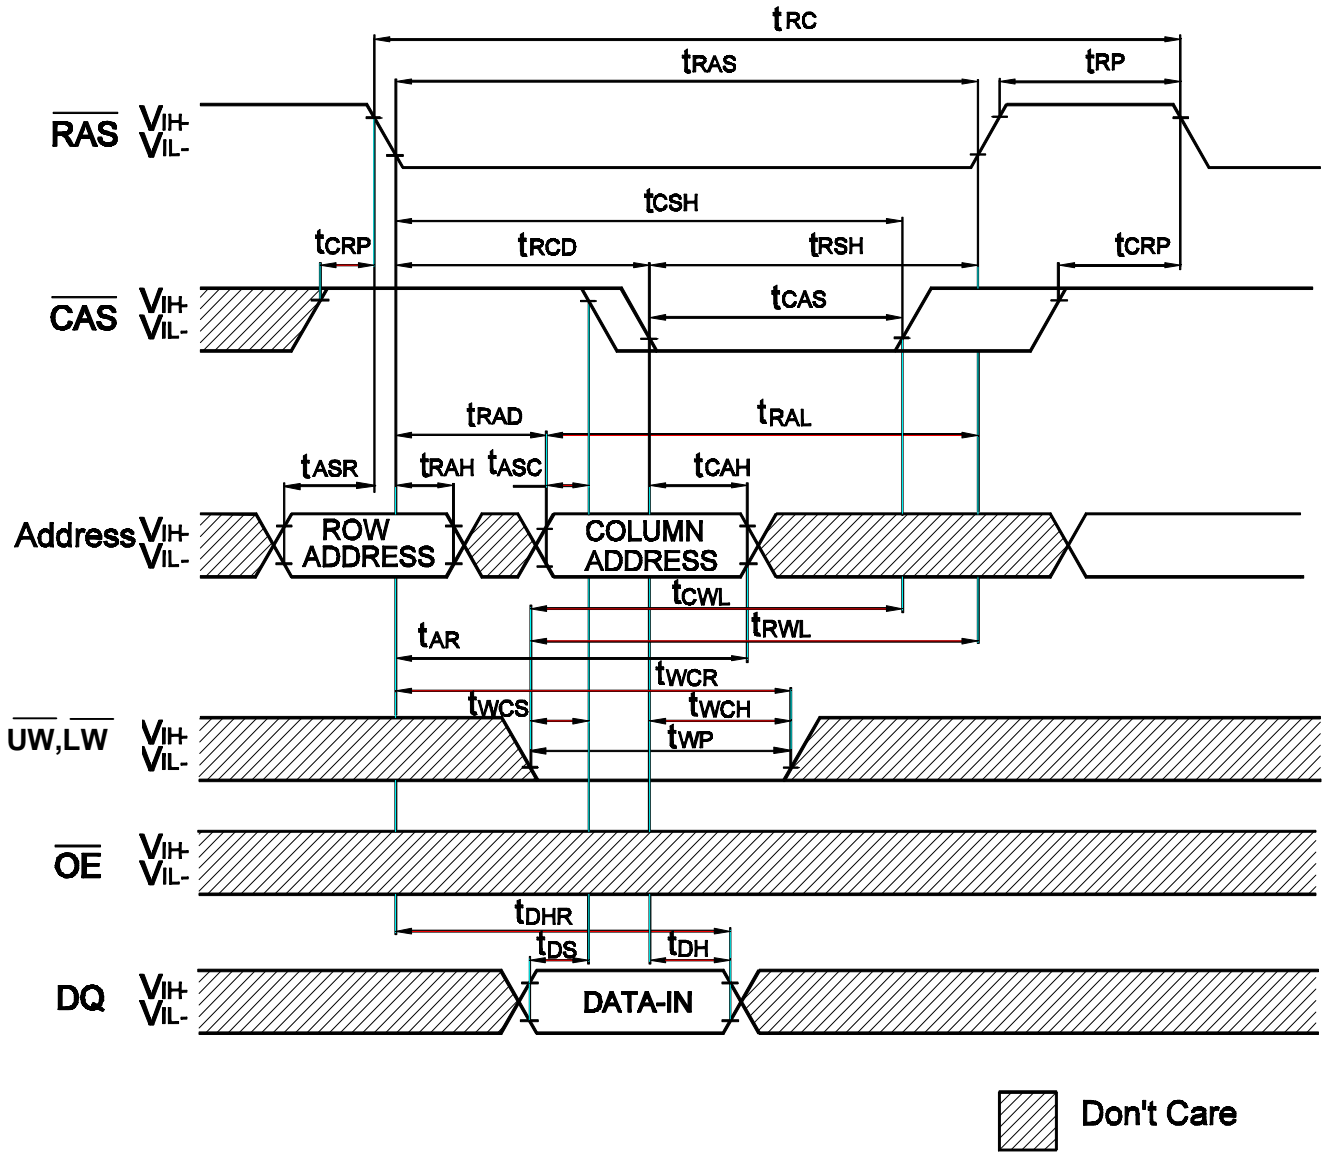 tRC
tRAS
tRP
RAS VIH-
VIL-
tCSH
tCRP
tRCD
tRSH
tCRP
CAS VIH-
VIL-
tCAS
tRAD
tRAL
tASR
tRAH
tASC
tCAH
Address VIH-
VIL-
ROW
ADDRESS
COLUMN
ADDRESS
tCWL
tRWL
tAR
tWCR
tWCS
tWCH
UW,LW VIH-
VIL-
tWP
OE VIH-
VIL-
tDHR
tDS
tDH
DQ VIH-
VIL-
DATA-IN
Don't Care